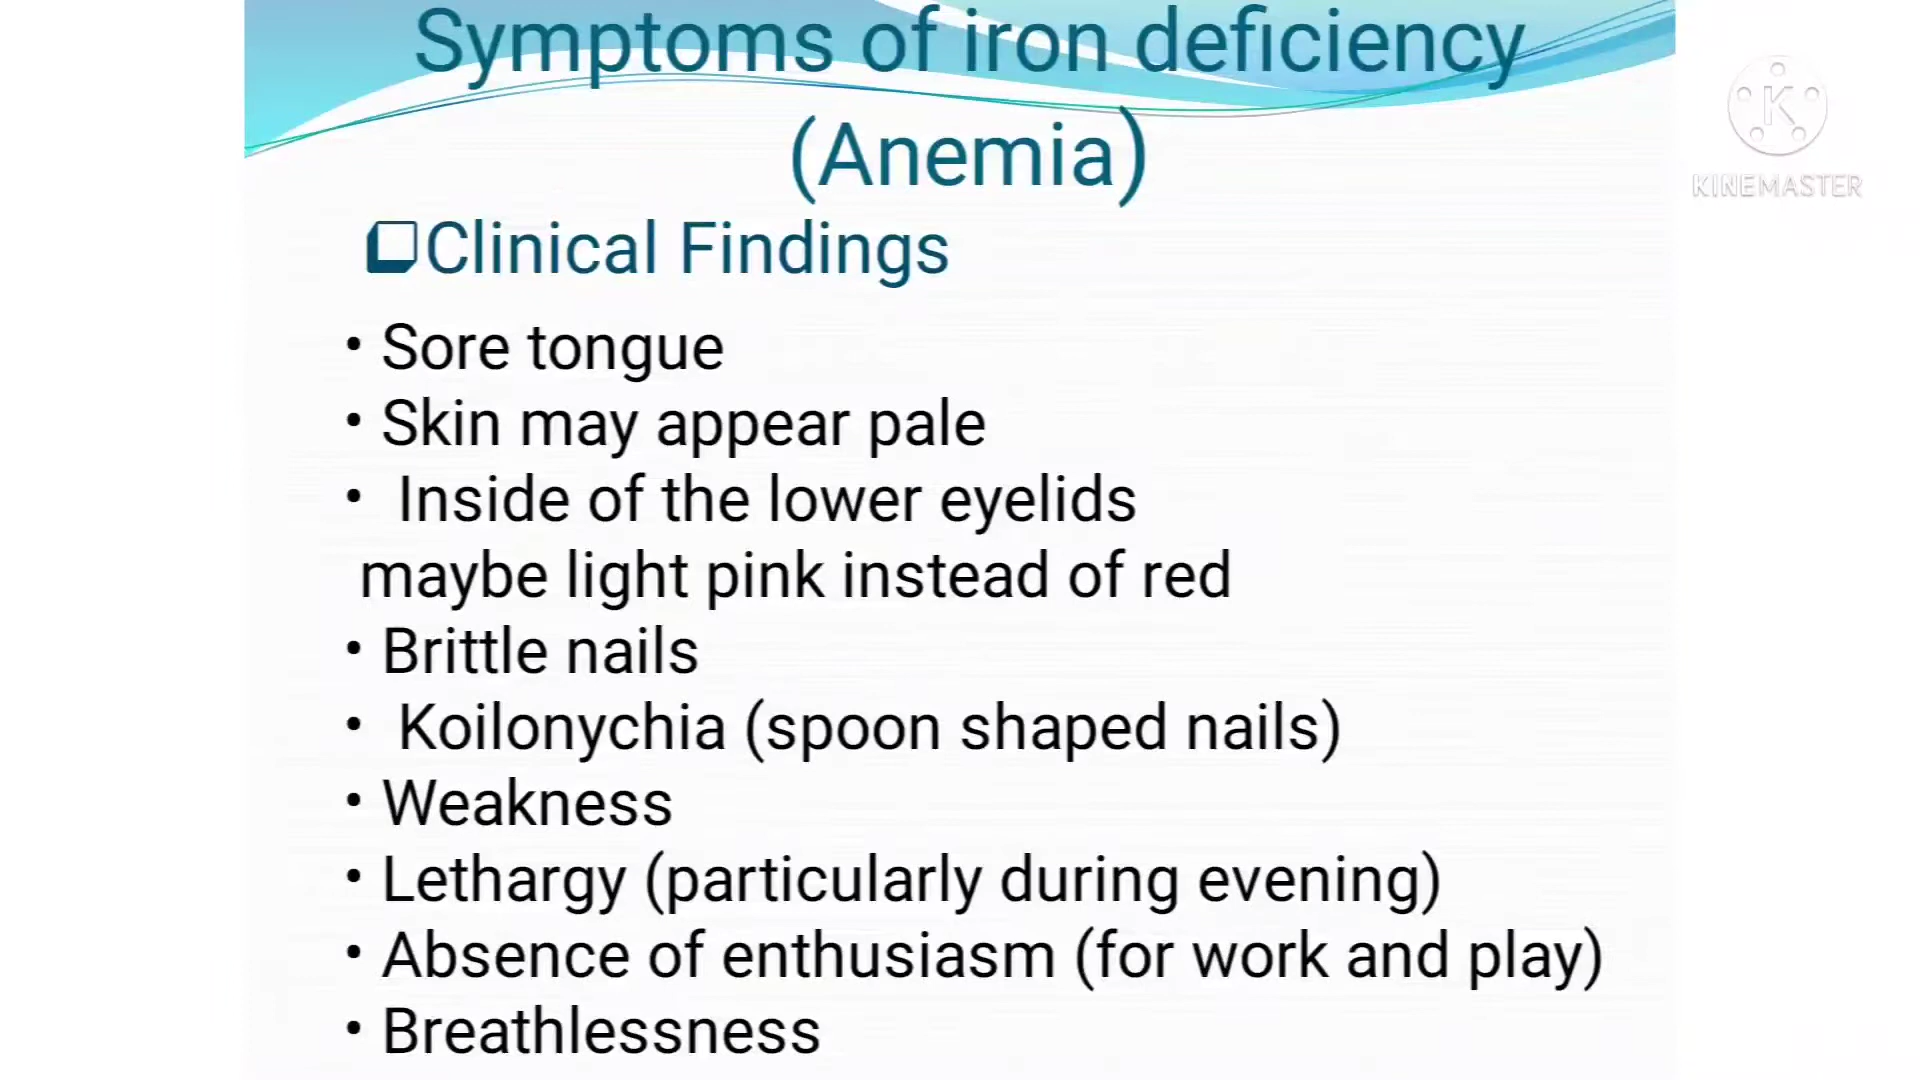 Symptoms of iron deficiency
(Anemia)
❑Clinical Findings
• Sore tongue
• Skin may appear pale
• Inside of the lower eyelids
maybe light pink instead of red
• Brittle nails
• Koilonychia (spoon shaped nails)
• Weakness
• Lethargy (particularly during evening)
• Absence of enthusiasm (for work and play)
• Breathlessness
K
KINEMASTER